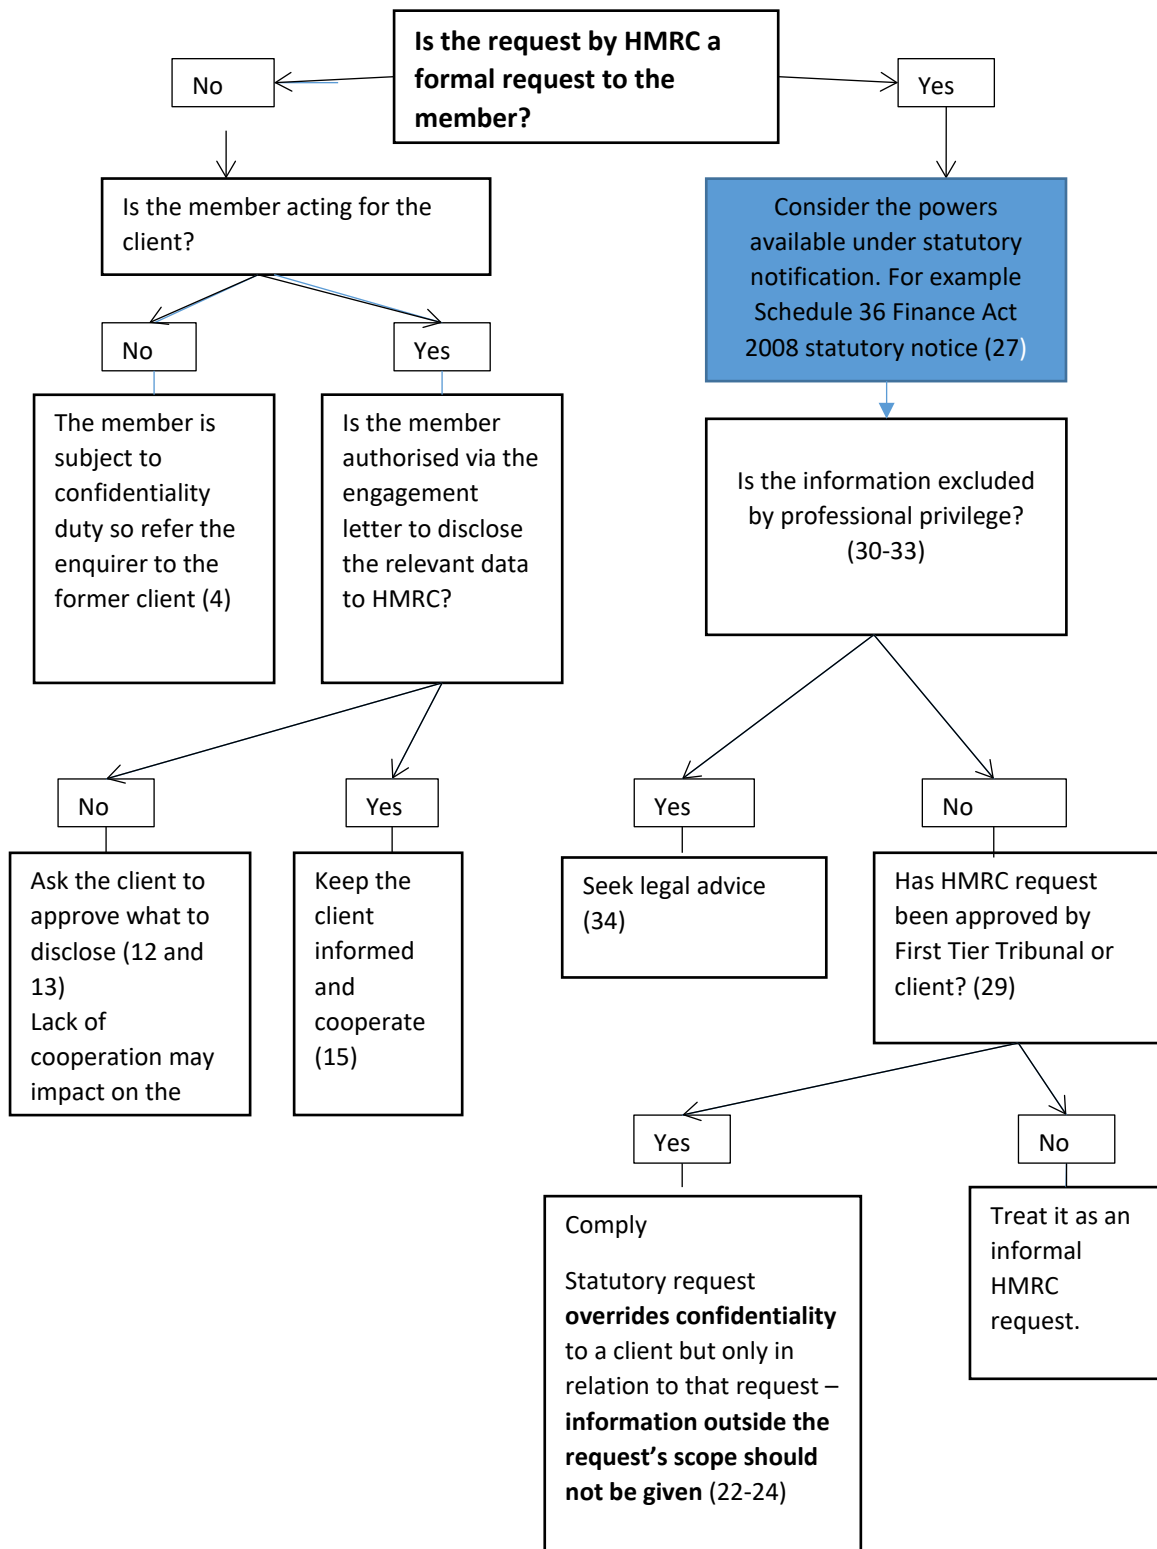 Is the request by HMRC a
formal request to the
member?
No
Yes
Is the member acting for the
client?
Consider the powers
available under statutory
notification. For example
Schedule 36 Finance Act
2008 statutory notice (27)
No
Yes
The member is
subject to
confidentiality
duty so refer the
enquirer to the
former client (4)
Is the member
authorised via the
engagement
letter to disclose
the relevant data
to HMRC?
Is the information excluded
by professional privilege?
(30-33)
No
Yes
Yes
No
Ask the client to
approve what to
disclose (12 and
13)
Lack of
cooperation may
impact on the
Keep the
client
informed
and
cooperate
(15)
Seek legal advice
(34)
Has HMRC request
been approved by
First Tier Tribunal or
client? (29)
Yes
No
Comply
Statutory request
overrides confidentiality
to a client but only in
relation to that request –
information outside the
request’s scope should
not be given (22-24)
Treat it as an
informal
HMRC
request.